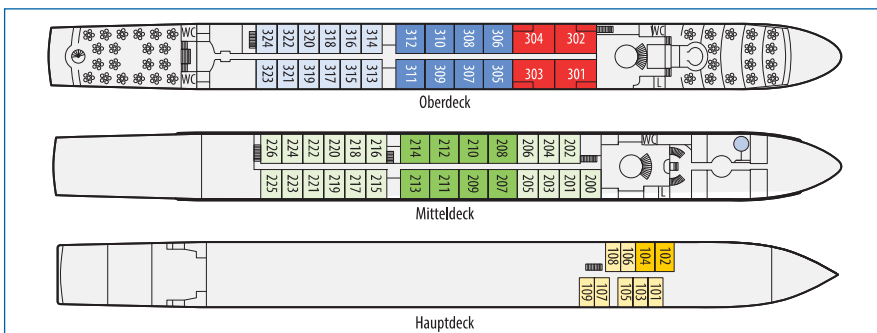 WC 324 322 320 318 316 314 312 310 308 306 304 302 WC
WC 323 321 319 317 315 313 311 309 307 305 303 301 L
Oberdeck
226 224 222 220 218 216 214 212 210 208 206 204 202 WC
225 223 221 219 217 215 213 211 209 207 205 203 201 200 L
Mitteldeck
108 106 104 102
109 107 105 103 101
Hauptdeck